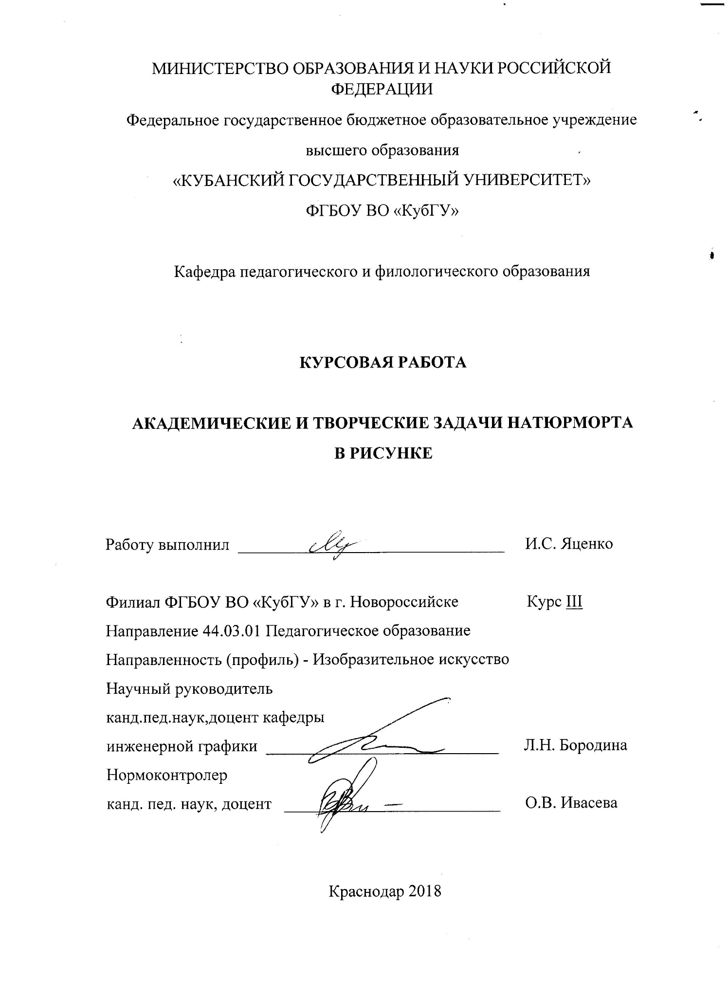 МИНИСТЕРСТВО ОБРАЗОВАНИЯ И НАУКИ РОССИЙСКОЙ
ФЕДЕРАЦИИ
Федеральное государственное бюджетное образовательное учреждение
высшего образования
«КУБАНСКИЙ ГОСУДАРСТВЕННЫЙ УНИВЕРСИТЕТ»
ФГБОУ ВО «КубГУ»
Кафедра педагогического и филологического образования
КУРСОВАЯ РАБОТА
АКАДЕМИЧЕСКИЕ И ТВОРЧЕСКИЕ ЗАДАЧИ НАТЮРМОРТА
В РИСУНКЕ
Работу выполнил И.С. Яценко
Филиал ФГБОУ ВО «КубГУ» в г. Новороссийске Курс III
Направление 44.03.01 Педагогическое образование
Направленность (профиль) - Изобразительное искусство
Научный руководитель
канд.пед.наук,доцент кафедры
инженерной графики Л.Н. Бородина
Нормоконтролер
канд. пед. наук, доцент О.В. Ивасева
Краснодар 2018